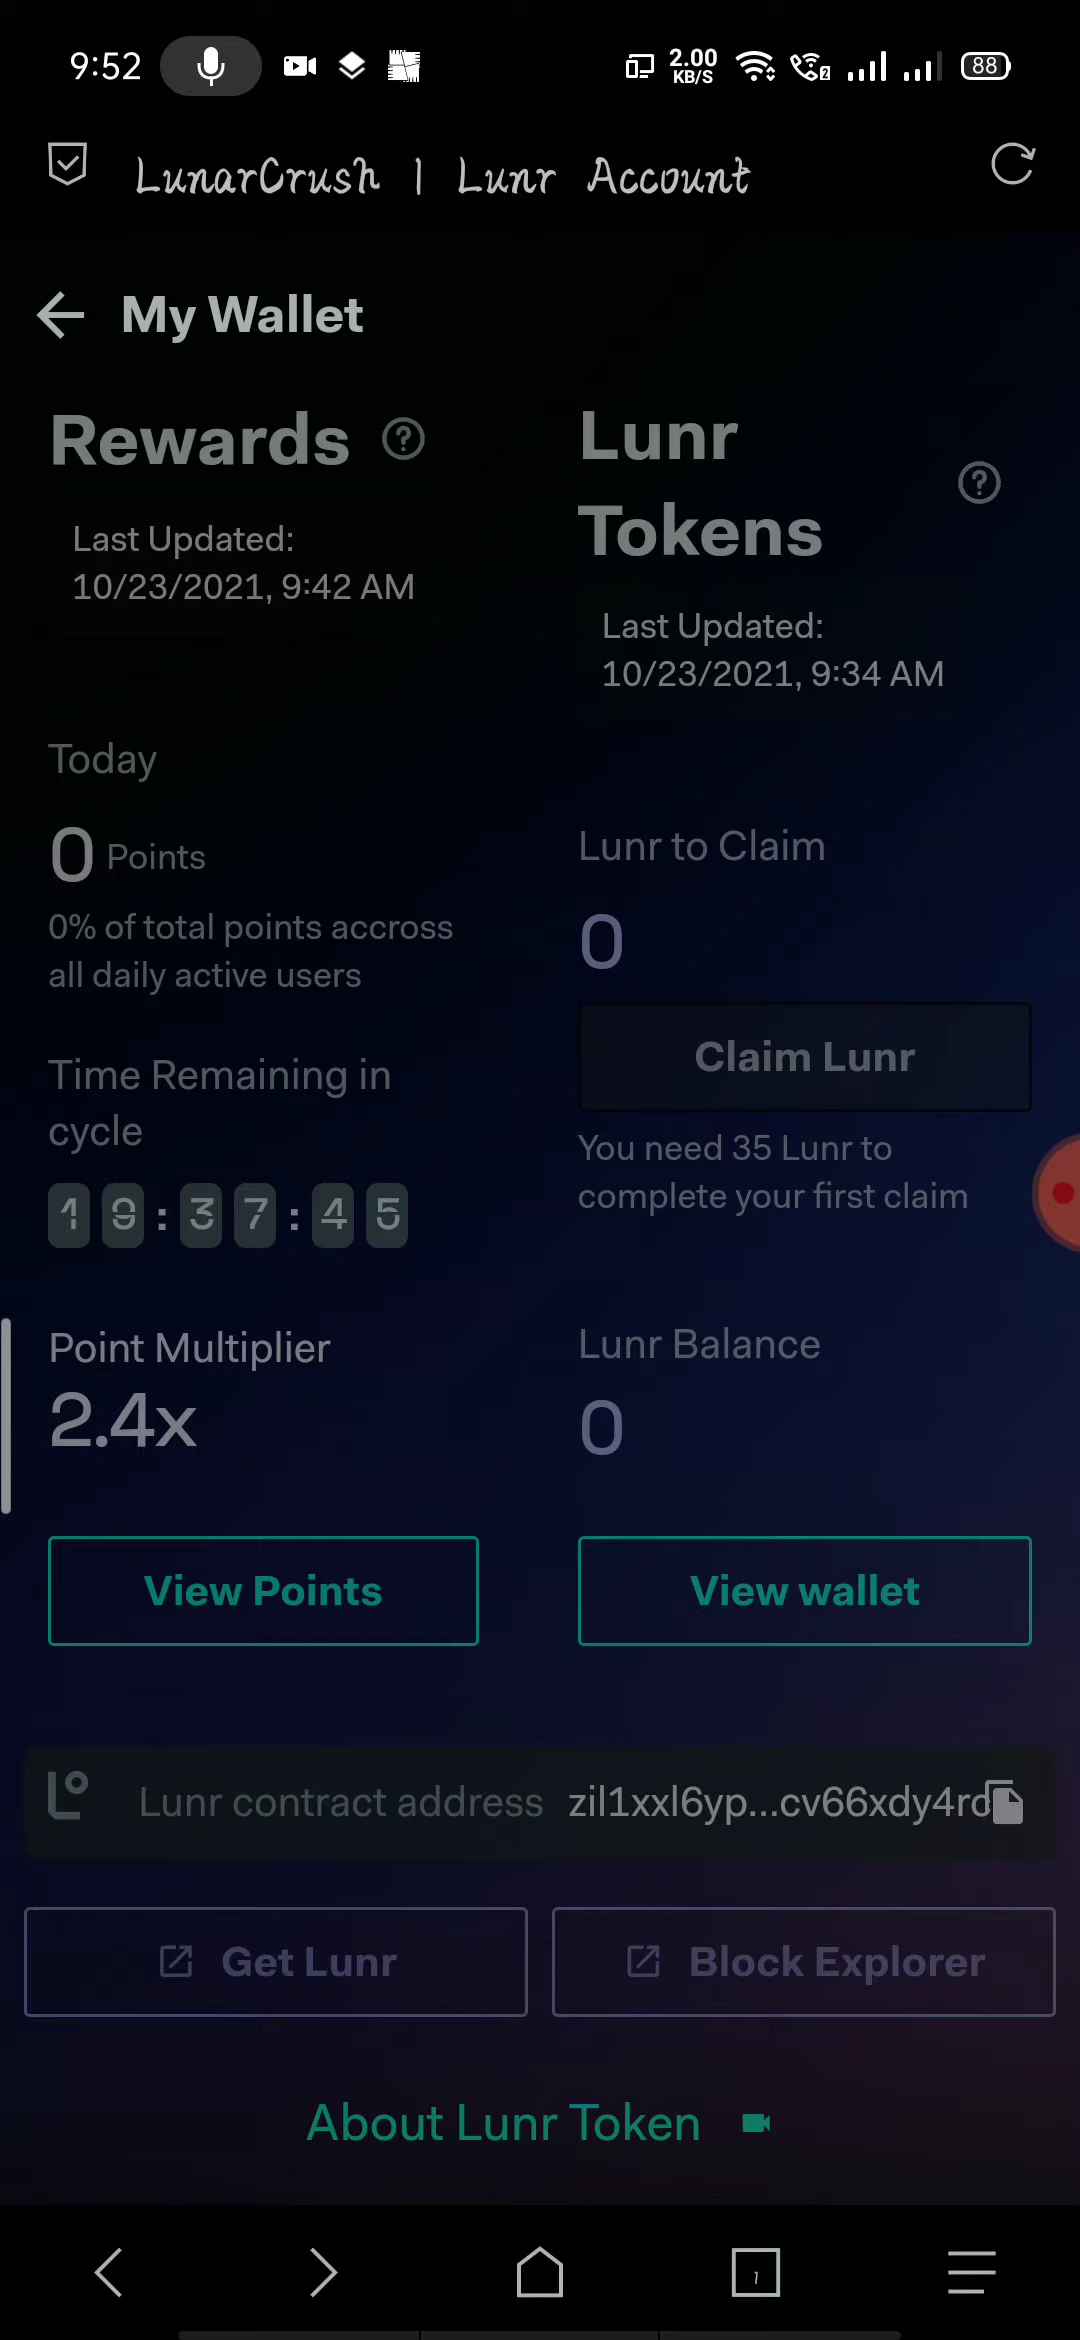 9:52
2.00
KB/S
2
88
LunarCrush | Lunr Account
My Wallet
Rewards
Last Updated:
10/23/2021, 9:42 AM
Today
0 Points
0% of total points accross
all daily active users
Time Remaining in
cycle
19:37:45
Point Multiplier
2.4x
View Points
Lunr
Tokens
Last Updated:
10/23/2021, 9:34 AM
Lunr to Claim
0
Claim Lunr
You need 35 Lunr to
complete your first claim
Lunr Balance
0
View wallet
Lunr contract address zil1xxl6yp...cv66xdy4rd
Get Lunr
Block Explorer
About Lunr Token
1